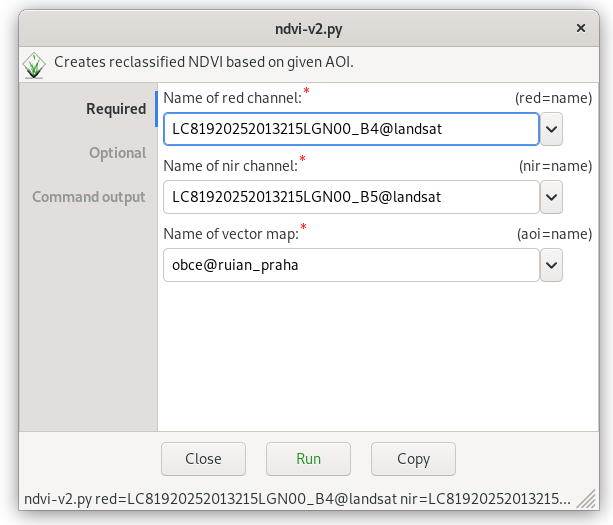 ndvi-v2.py
Creates reclassified NDVI based on given AOI.
Required
Optional
Command output
Name of red channel:* (red=name)
LC81920252013215LGN00_B4@landsat
Name of nir channel:* (nir=name)
LC81920252013215LGN00_B5@landsat
Name of vector map:* (aoi=name)
obce@ruian_praha
Close Run Copy
ndvi-v2.py red=LC81920252013215LGN00_B4@landsat nir=LC81920252013215...